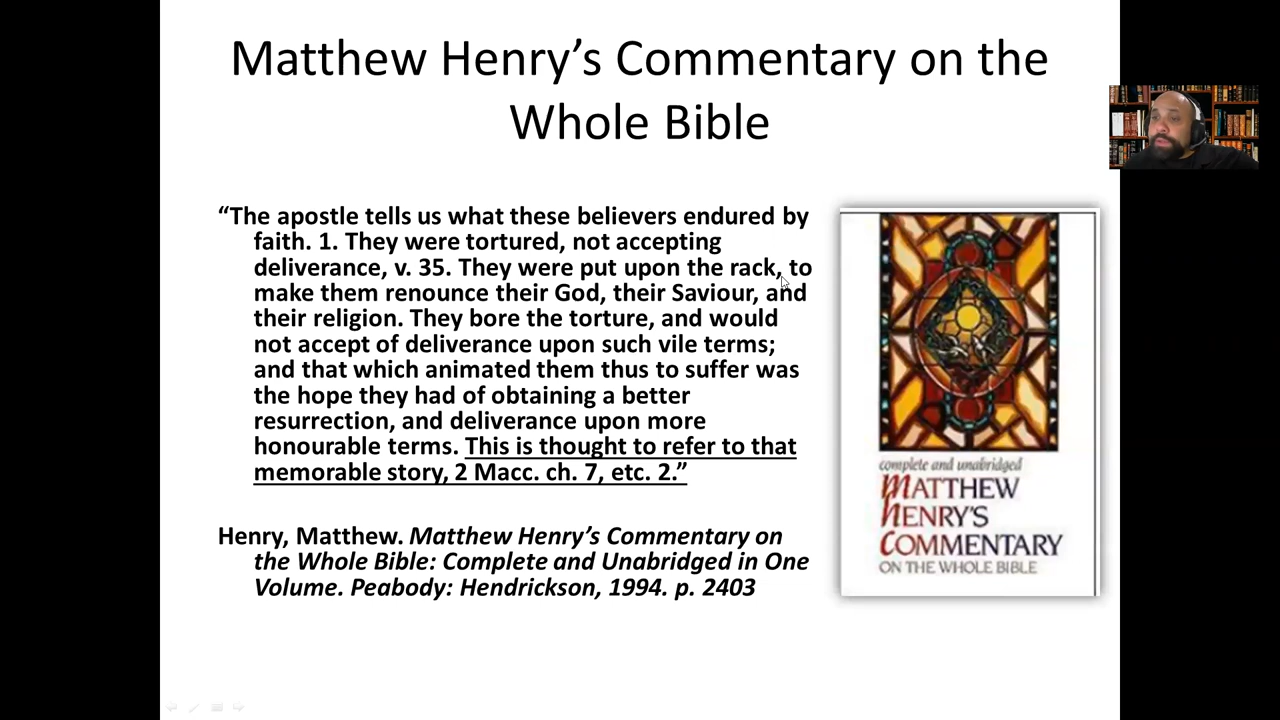 Matthew Henry’s Commentary on the
Whole Bible
“The apostle tells us what these believers endured by
faith. 1. They were tortured, not accepting
deliverance, v. 35. They were put upon the rack, to
make them renounce their God, their Saviour, and
their religion. They bore the torture, and would
not accept of deliverance upon such vile terms;
and that which animated them thus to suffer was
the hope they had of obtaining a better
resurrection, and deliverance upon more
honourable terms. This is thought to refer to that
memorable story, 2 Macc. ch. 7, etc. 2.”
Henry, Matthew. Matthew Henry’s Commentary on
the Whole Bible: Complete and Unabridged in One
Volume. Peabody: Hendrickson, 1994. p. 2403
complete and unabridged
MATTHEW
HENRY'S
COMMENTARY
ON THE WHOLE BIBLE